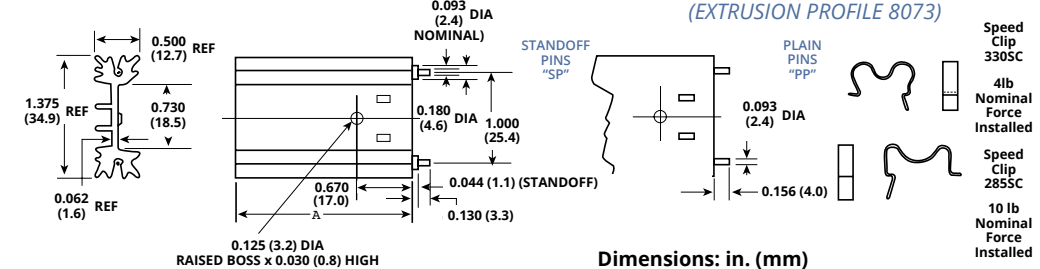 (EXTRUSION PROFILE 8073)
0.093
(2.4) DIA
NOMINAL)
0.500
(12.7) REF
STANDOFF
PINS
“SP”
PLAIN
PINS
“PP”
Speed
Clip
330SC
4lb
Nominal
Force
Installed
1.375
(34.9) REF
0.730
(18.5)
0.180
(4.6) DIA
1.000
(25.4)
0.093
(2.4) DIA
Speed
Clip
285SC
10 lb
Nominal
Force
Installed
0.062
(1.6) REF
0.670
(17.0)
A
0.044 (1.1) (STANDOFF)
0.130 (3.3)
0.156 (4.0)
0.125 (3.2) DIA
RAISED BOSS x 0.030 (0.8) HIGH
Dimensions: in. (mm)